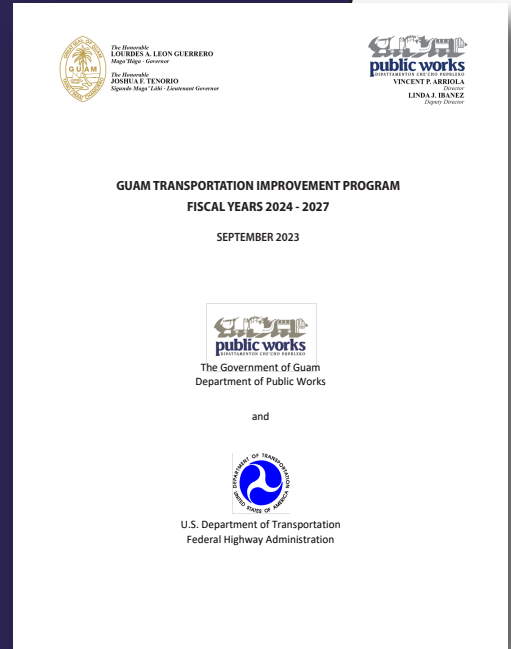 The Honorable
LOURDES A. LEON GUERRERO
Maga'Håga - Governor
The Honorable
JOSHUA F. TENORIO
Sigundo Maga'Låhi - Lieutenant Governor
GUAM
public works
DIPATTAMENTON CHE'CHO PUPBLEKO
VINCENT P. ARRIOLA
Director
LINDA J. IBANEZ
Deputy Director
GUAM TRANSPORTATION IMPROVEMENT PROGRAM
FISCAL YEARS 2024 - 2027
SEPTEMBER 2023
public works
DIPATTAMENTON CHE'CHO PUPBLEKO
The Government of Guam
Department of Public Works
and
DEPARTMENT OF TRANSPORTATION
UNITED STATES OF AMERICA
U.S. Department of Transportation
Federal Highway Administration